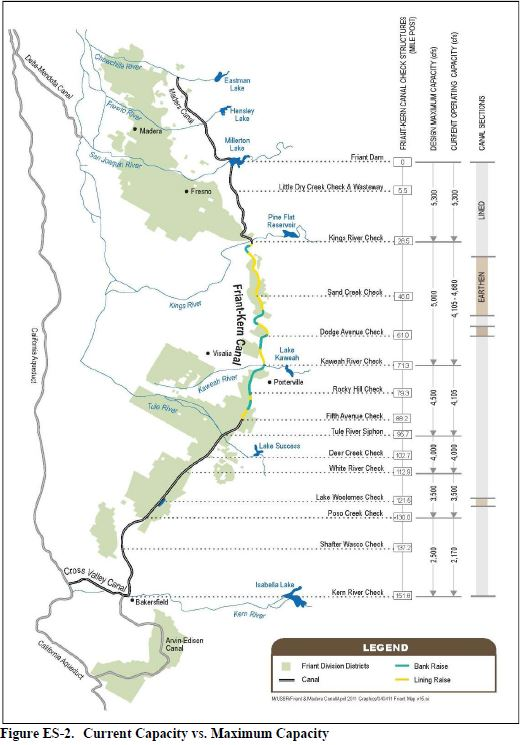 FRIANT-KERN CANAL CHECK STRUCTURES
(MILE POST)
DESIGN MAXIMUM CAPACITY (cfs)
CURRENT OPERATING CAPACITY (cfs)
CANAL SECTIONS
Chowchilla River
Delta-Mendota Canal
Madera Canal
Eastman
Lake
Fresno River
Hensley
Lake
Madera
Millerton
Lake
San Joaquin River
Friant Dam
0
Fresno
Little Dry Creek Check & Wasteway
5.5
5,300
5,300
LINED
Pine Flat
Reservoir
Kings River Check
28.5
Friant-Kern Canal
Sand Creek Check
40.0
5,000
4,105 - 4,680
EARTHEN
Kings River
California Aqueduct
Dodge Avenue Check
61.0
Visalia
Lake
Kaweah
Kaweah River Check
71.3
Kaweah River
Porterville
Rocky Hill Check
79.3
4,500
4,105
Tule River
Fifth Avenue Check
88.2
Tule River Siphon
95.7
Lake Success
Deer Creek Check
102.7
4,000
4,000
White River Check
112.9
Lake Woolomes Check
121.5
3,500
3,500
Poso Creek Check
130.0
Shafter Wasco Check
137.2
2,500
2,170
Cross Valley Canal
Isabella Lake
Kern River Check
151.8
Bakersfield
Kern River
Arvin-Edison
Canal
California Aqueduct
LEGEND
Friant Division Districts
Bank Raise
Canal
Lining Raise
Figure ES-2. Current Capacity vs. Maximum Capacity